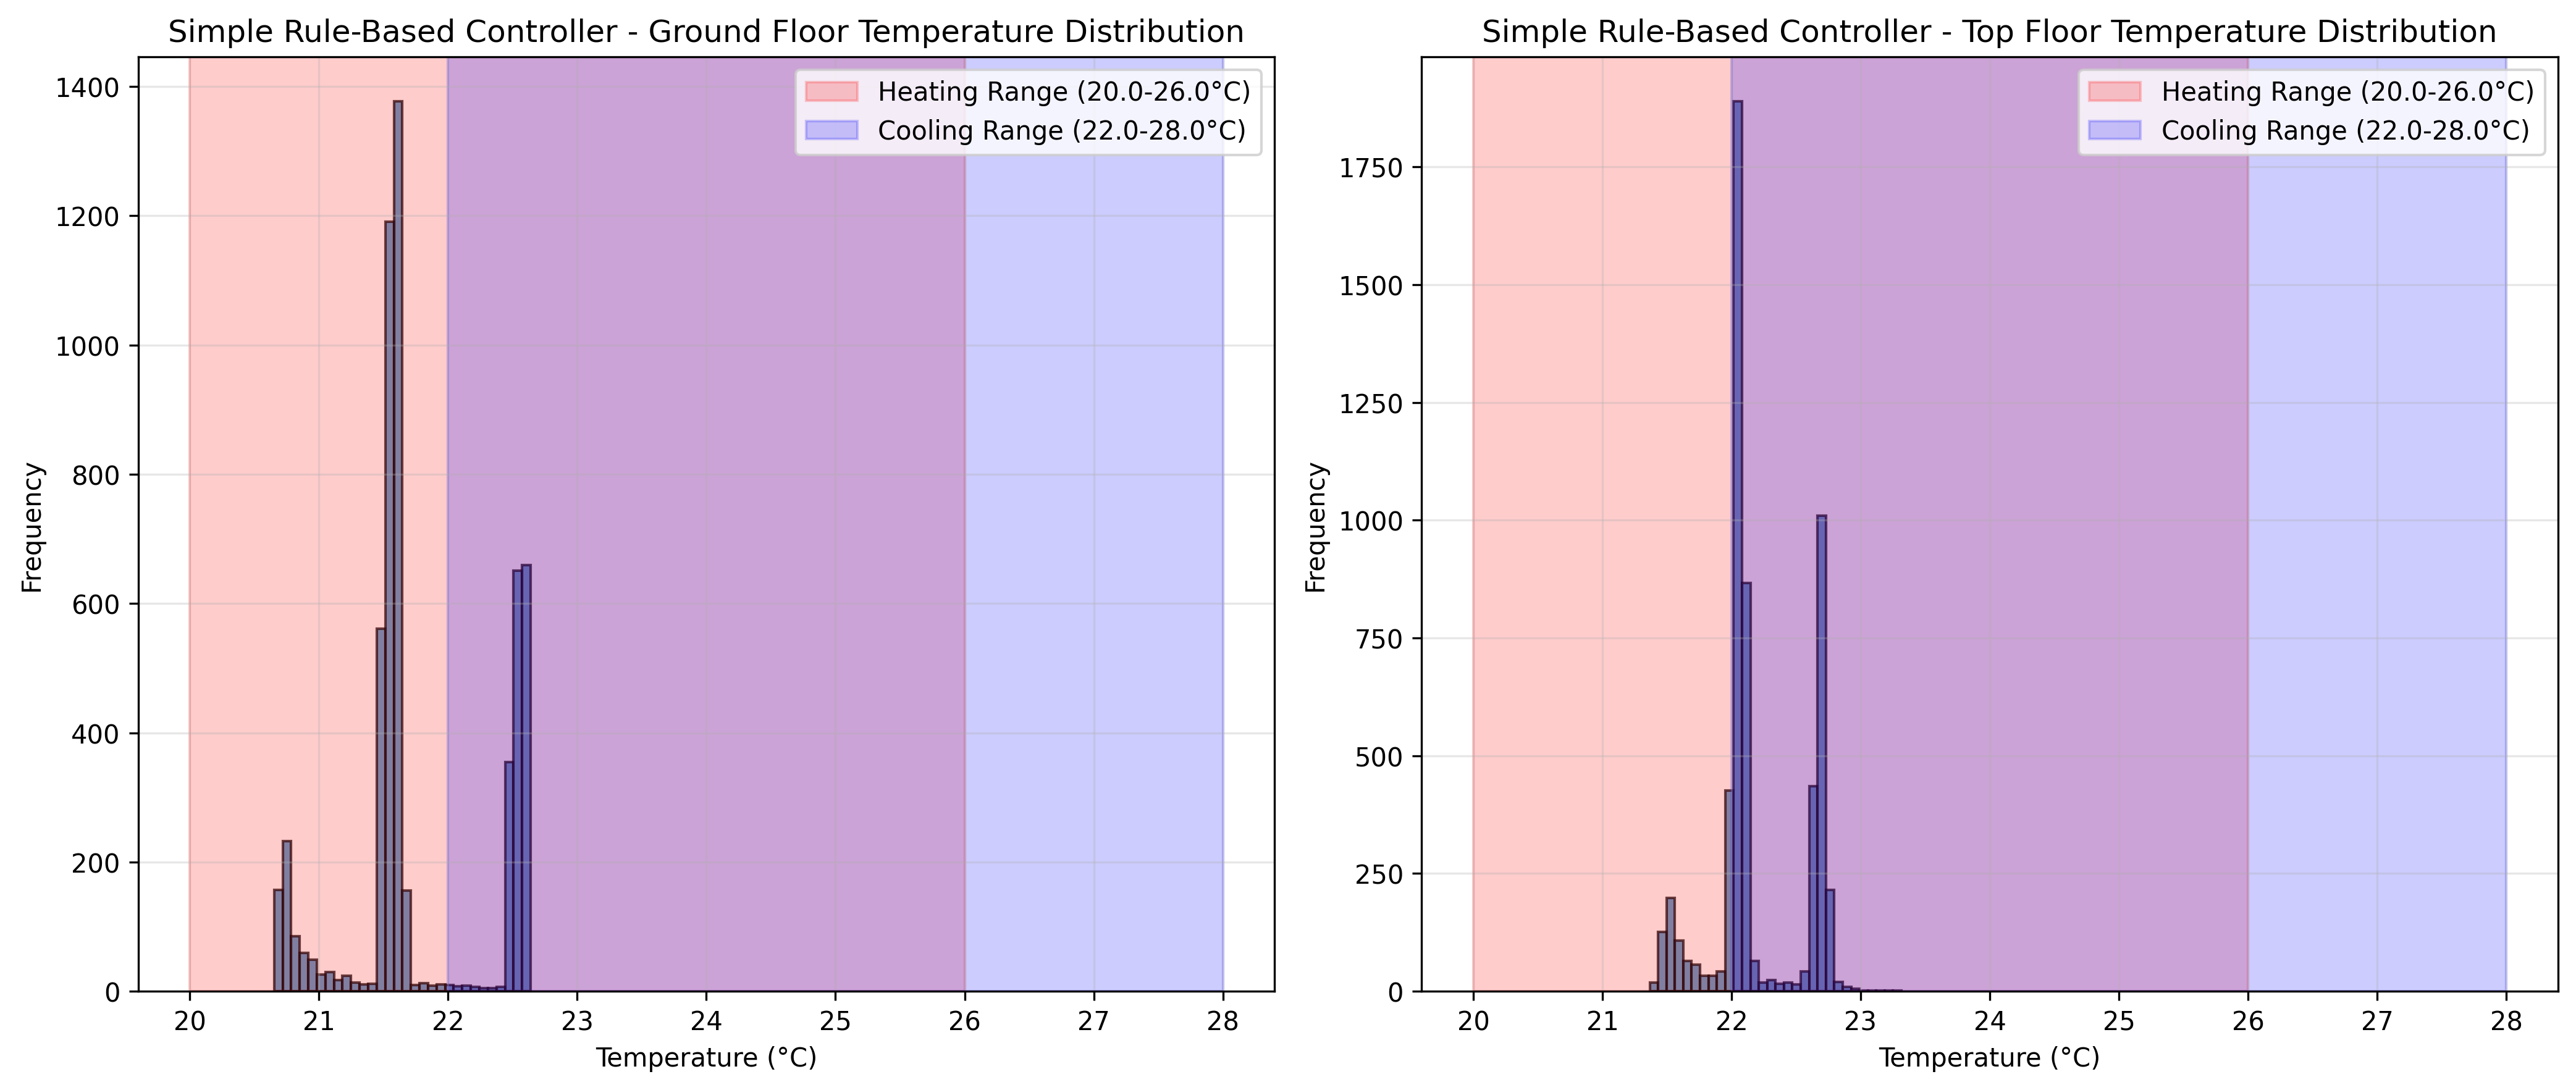 Simple Rule-Based Controller - Ground Floor Temperature Distribution
Heating Range (20.0-26.0°C)
Cooling Range (22.0-28.0°C)
1400
1200
1000
800
600
400
200
0
Frequency
20 21 22 23 24 25 26 27 28
Temperature (°C)
Simple Rule-Based Controller - Top Floor Temperature Distribution
Heating Range (20.0-26.0°C)
Cooling Range (22.0-28.0°C)
1750
1500
1250
1000
750
500
250
0
Frequency
20 21 22 23 24 25 26 27 28
Temperature (°C)